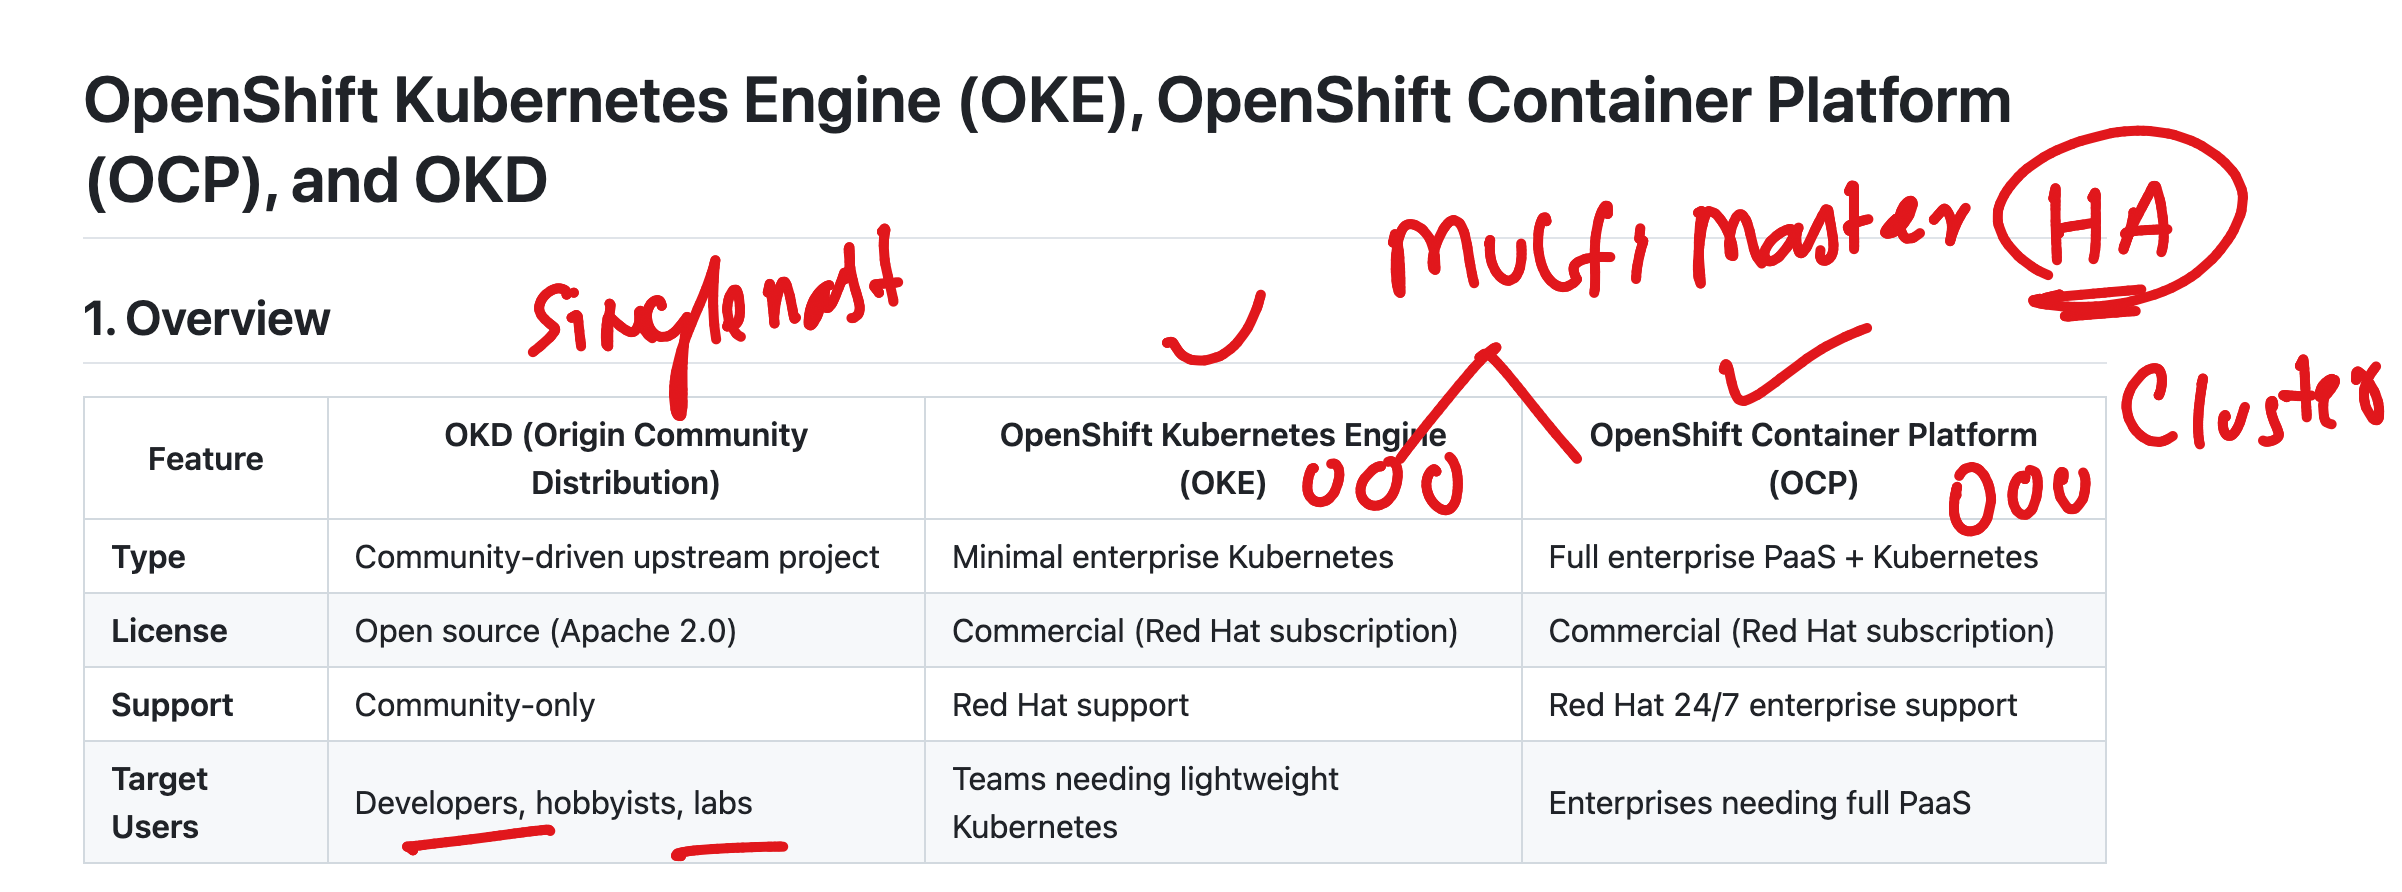 OpenShift Kubernetes Engine (OKE), OpenShift Container Platform
(OCP), and OKD
Multi Master HA
Single
1. Overview
Cluster
Feature
OKD (Origin Community
Distribution)
OpenShift Kubernetes Engine
(OKE)
OpenShift Container Platform
(OCP)
Type
Community-driven upstream project
Minimal enterprise Kubernetes
Full enterprise PaaS + Kubernetes
License
Open source (Apache 2.0)
Commercial (Red Hat subscription)
Commercial (Red Hat subscription)
Support
Community-only
Red Hat support
Red Hat 24/7 enterprise support
Target
Users
Developers, hobbyists, labs
Teams needing lightweight
Kubernetes
Enterprises needing full PaaS